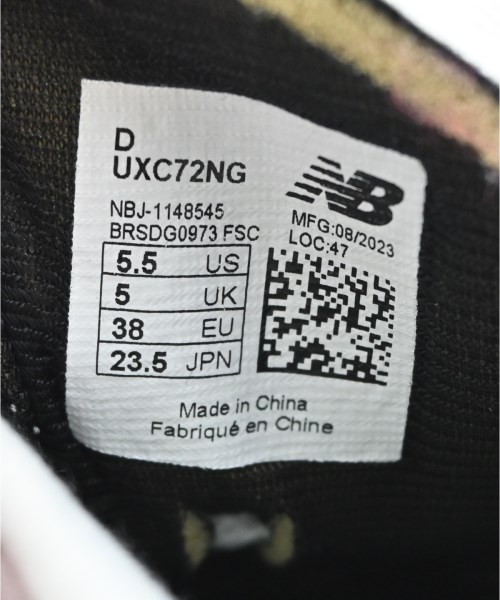 D
UXC72NG
NB
NBJ-1148545
BRSDG0973 FSC
MFG:08/2023
LOC:47
5.5 US
5 UK
38 EU
23.5 JPN
Made in China
Fabriqué en Chine